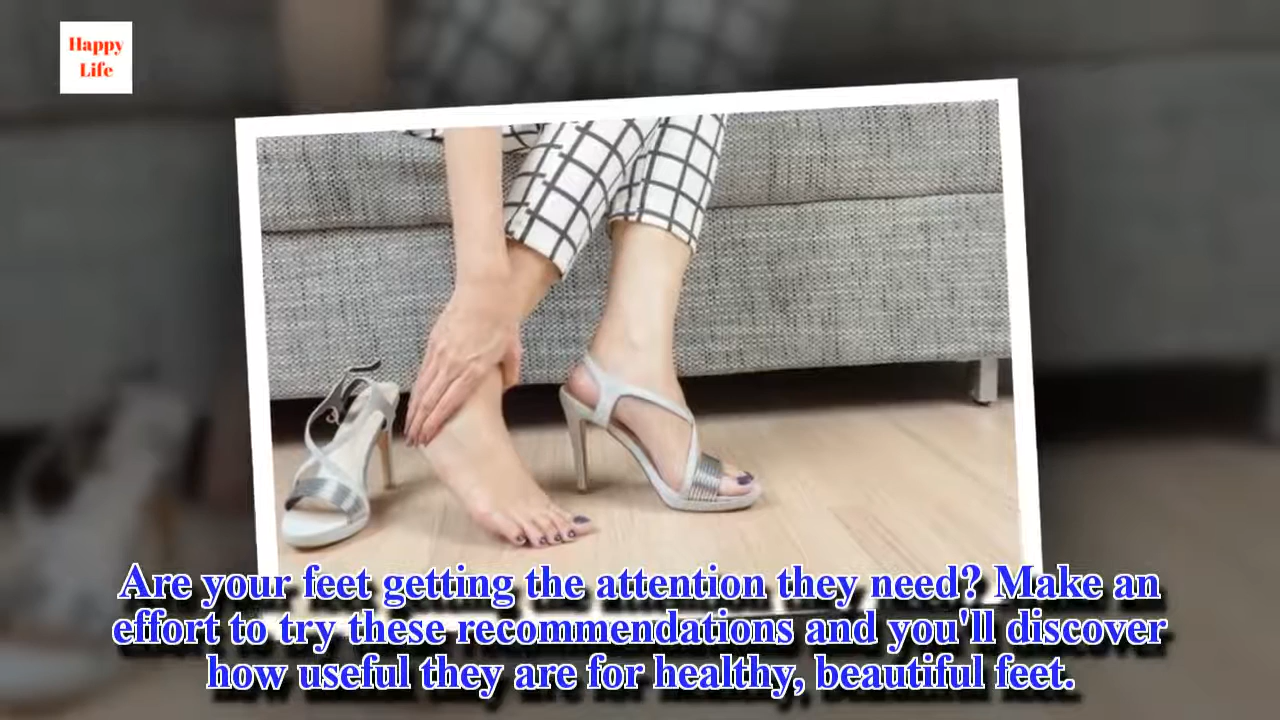 Happy
Life
Are your feet getting the attention they need? Make an
effort to try these recommendations and you'll discover
how useful they are for healthy, beautiful feet.